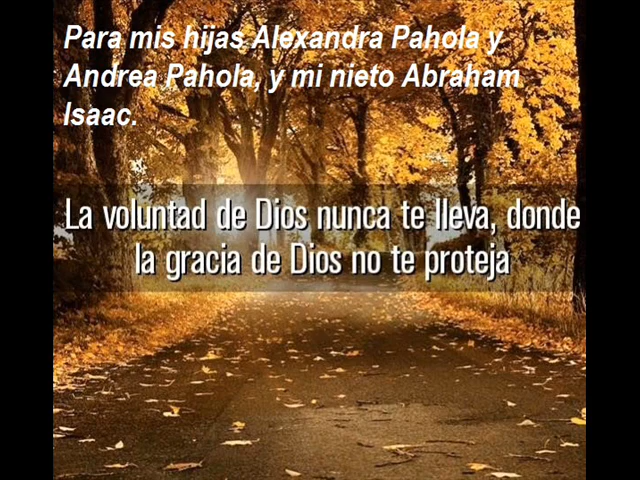 Para mis hijas Alexandra Pahola y
Andrea Pahola, y mi nieto Abraham
Isaac.
La voluntad de Dios nunca te lleva, donde
la gracia de Dios no te proteja